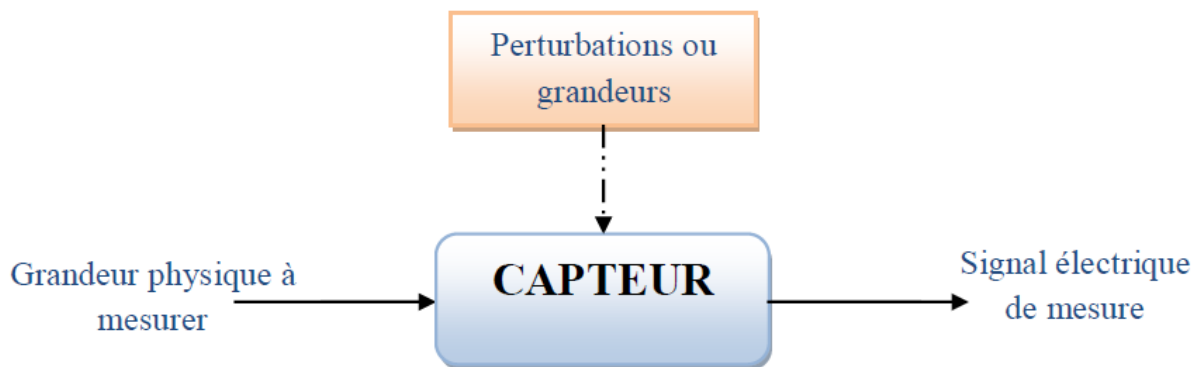 Perturbations ou
grandeurs
Grandeur physique à
mesurer
CAPTEUR
Signal électrique
de mesure